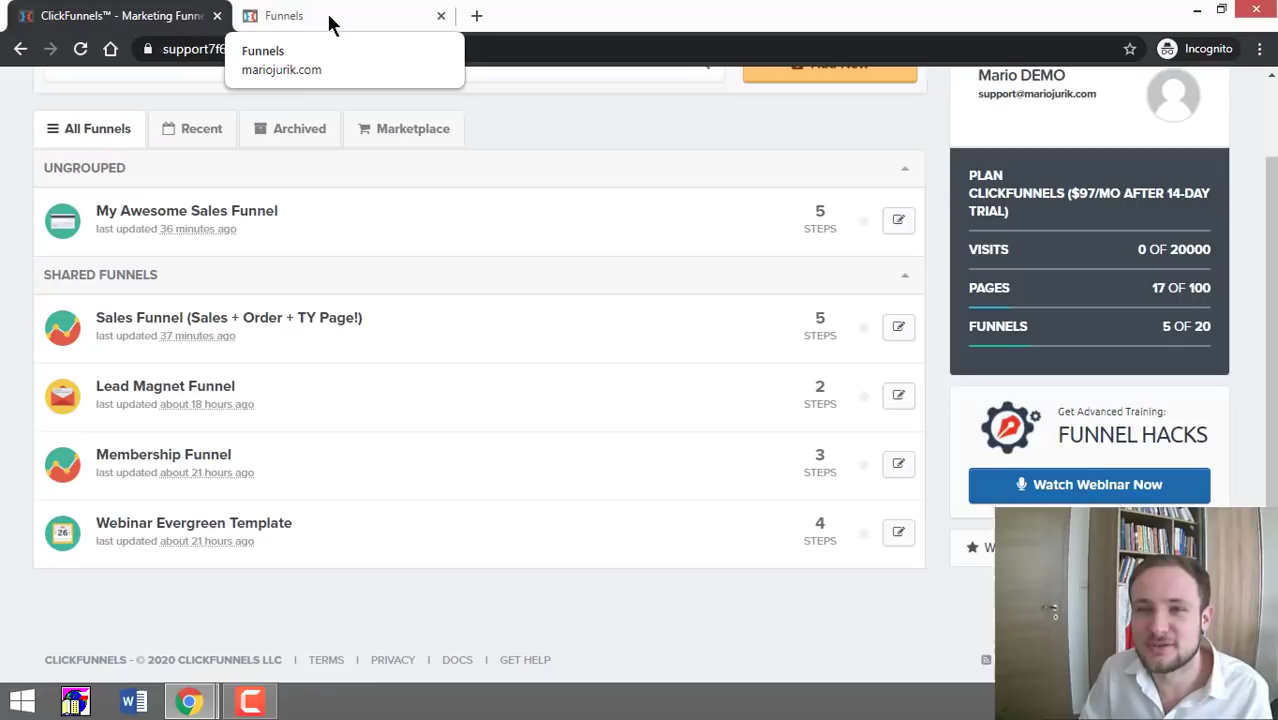 ClickFunnels™ - Marketing Funne
Funnels
support7f6
Incognito
Funnels
mariojurik.com
Mario DEMO
support@mariojurik.com
All Funnels
Recent
Archived
Marketplace
UNGROUPED
My Awesome Sales Funnel
last updated 36 minutes ago
5
STEPS
SHARED FUNNELS
Sales Funnel (Sales + Order + TY Page!)
last updated 37 minutes ago
5
STEPS
Lead Magnet Funnel
last updated about 18 hours ago
2
STEPS
Membership Funnel
last updated about 21 hours ago
3
STEPS
26
Webinar Evergreen Template
last updated about 21 hours ago
4
STEPS
PLAN
CLICKFUNNELS ($97/MO AFTER 14-DAY
TRIAL)
VISITS 0 OF 20000
PAGES 17 OF 100
FUNNELS 5 OF 20
Get Advanced Training:
FUNNEL HACKS
Watch Webinar Now
W
CLICKFUNNELS - © 2020 CLICKFUNNELS LLC | TERMS | PRIVACY | DOCS | GET HELP